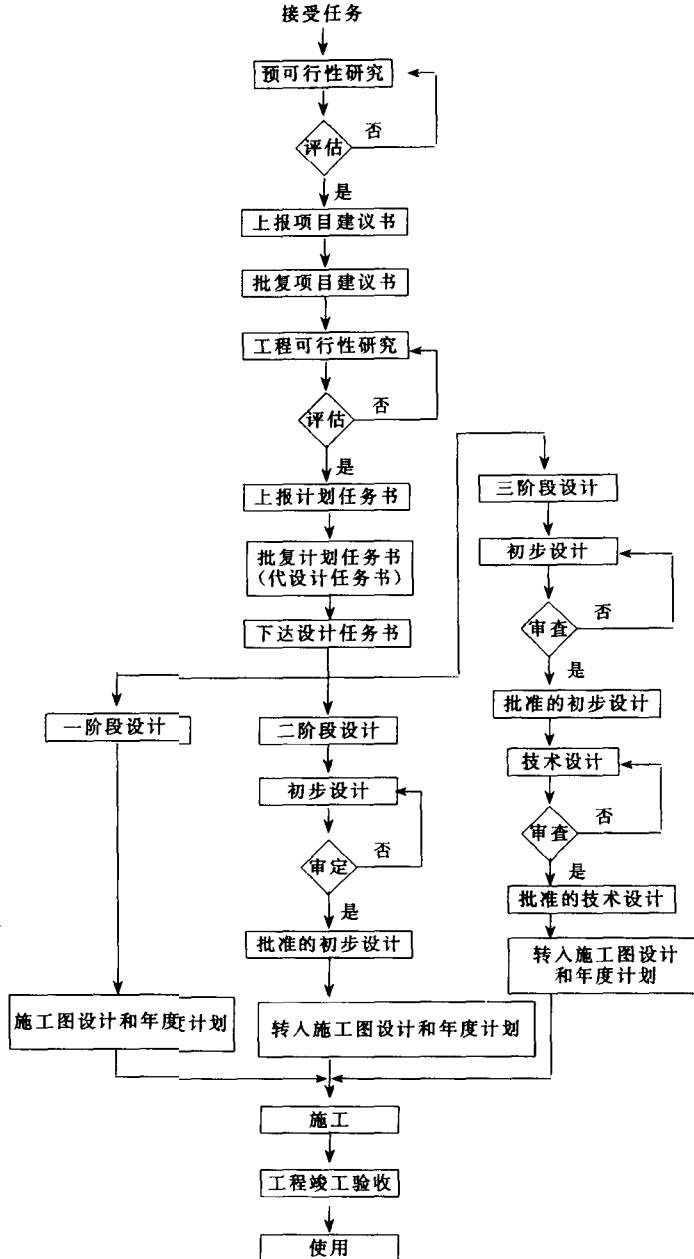 接受任务
预可行性研究
否
评估
是
上报项目建议书
批复项目建议书
工程可行性研究
否
评估
是
上报计划任务书
批复计划任务书
（代设计任务书）
下达设计任务书
一阶段设计
施工图设计和年度计划
二阶段设计
初步设计
否
审定
是
批准的初步设计
转入施工图设计和年度计划
三阶段设计
初步设计
否
审查
是
批准的初步设计
技术设计
否
审查
是
批准的技术设计
转入施工图设计
和年度计划
施工
工程竣工验收
使用